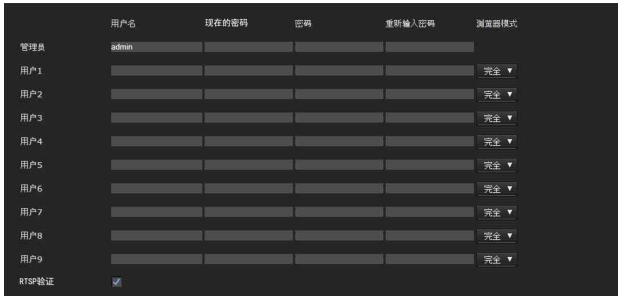 用户名 现在的密码 密码 重新输入密码 浏览器模式
管理员 admin
用户1 完全
用户2 完全
用户3 完全
用户4 完全
用户5 完全
用户6 完全
用户7 完全
用户8 完全
用户9 完全
RTSP验证